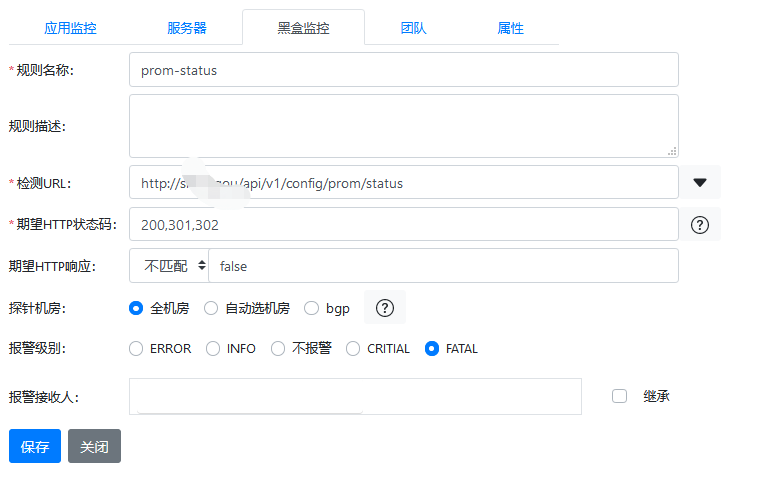 应用监控 服务器 黑盒监控 团队 属性
*规则名称: prom-status
规则描述:
*检测URL: http://s gou/api/v1/config/prom/status
*期望HTTP状态码: 200,301,302 ?
期望HTTP响应: 不匹配 false
探针机房: 全机房 自动选机房 bgp ?
报警级别: ERROR INFO 不报警 CRITIAL FATAL
报警接收人: 继承
保存 关闭